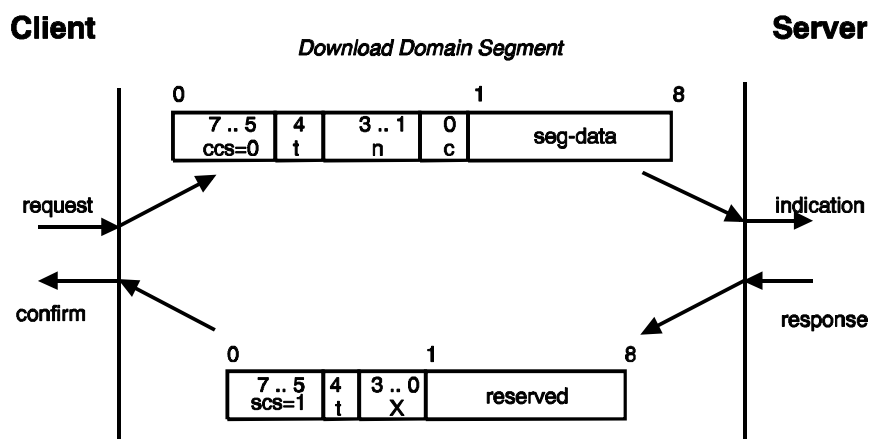 Client
Server
Download Domain Segment
0 1 8
7 .. 5 4 3 .. 1 0
ccs=0 t n c seg-data
request
indication
confirm
response
0 1 8
7 .. 5 4 3 .. 0
scs=1 t X reserved